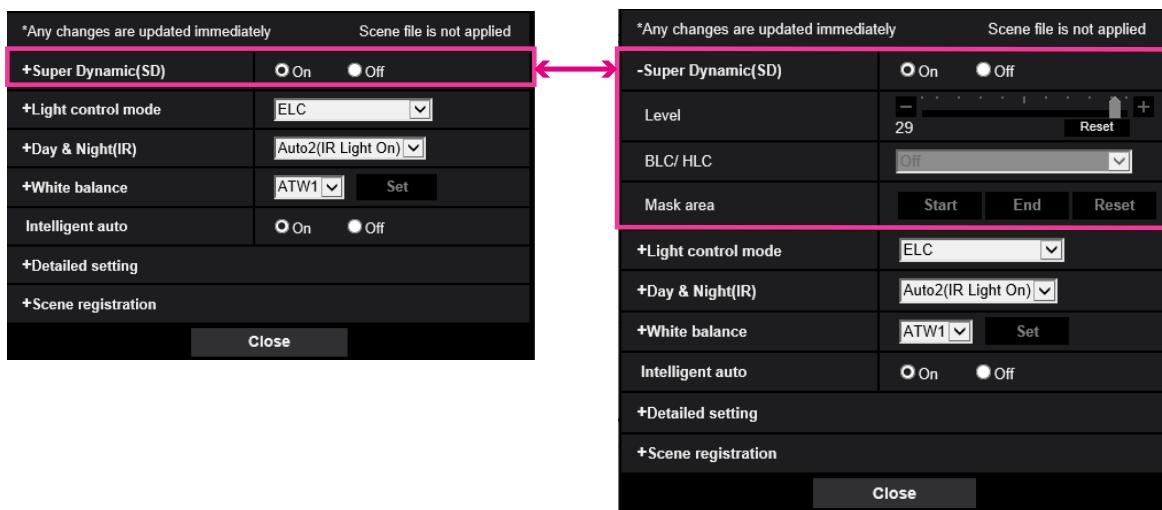 *Any changes are updated immediately Scene file is not applied
+Super Dynamic(SD) On Off
+Light control mode ELC
+Day & Night(IR) Auto2(IR Light On)
+White balance ATW1 Set
Intelligent auto On Off
+Detailed setting
+Scene registration
Close
*Any changes are updated immediately Scene file is not applied
-Super Dynamic(SD) On Off
Level - +
29 Reset
BLC/ HLC Off
Mask area Start End Reset
+Light control mode ELC
+Day & Night(IR) Auto2(IR Light On)
+White balance ATW1 Set
Intelligent auto On Off
+Detailed setting
+Scene registration
Close